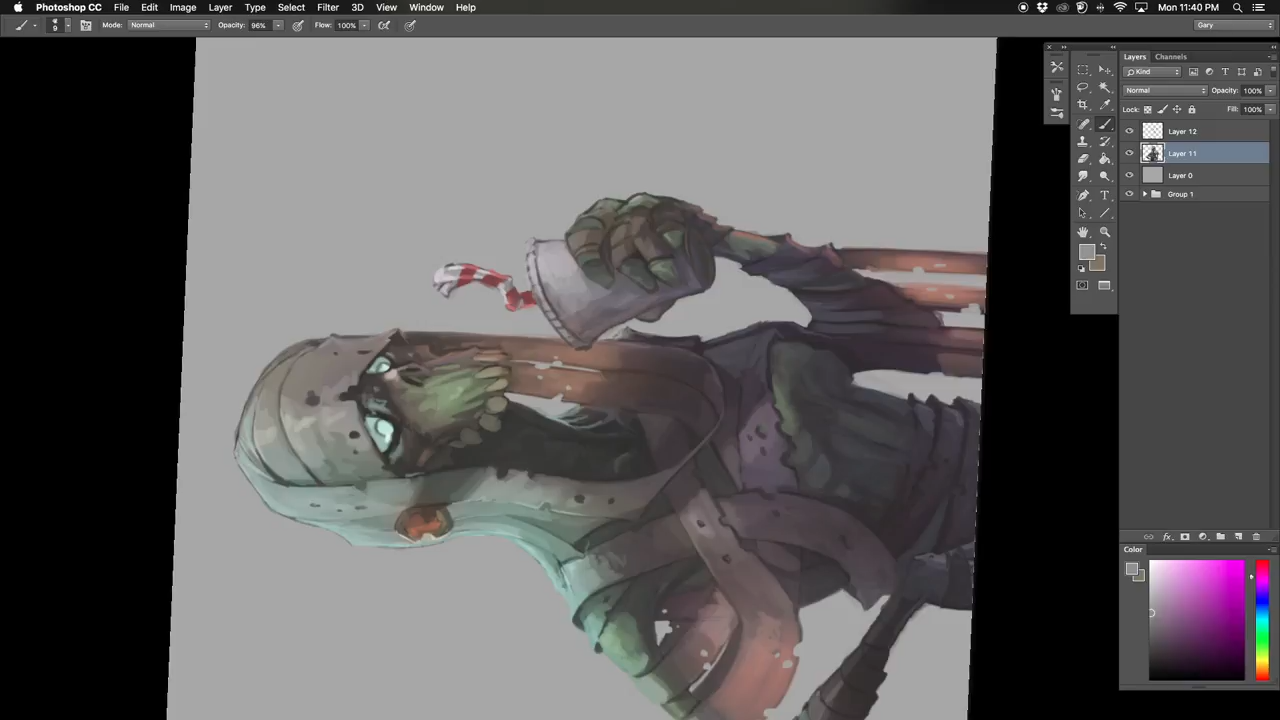 Photoshop CC File Edit Image Layer Type Select Filter 3D View Window Help Mon 11:40 PM
9 Mode: Normal Opacity: 96% Flow: 100% Gary
Layers Channels
Kind
Normal Opacity: 100%
Lock: Fill: 100%
Layer 12
Layer 11
Layer 0
Group 1
Color